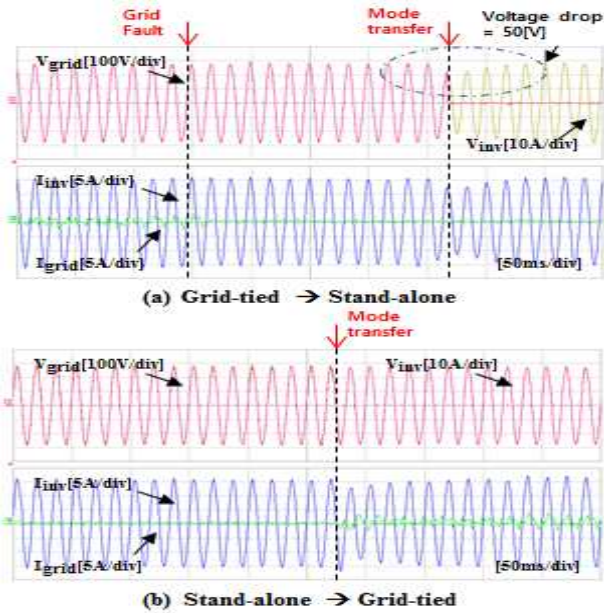 Grid
Fault
Mode
transfer
Voltage drop
= 50[V]
Vgrid[100V/div]
Vinv[10A/div]
Iinv[5A/div]
Igrid[5A/div]
[50ms/div]
(a) Grid-tied → Stand-alone
Mode
transfer
Vgrid[100V/div]
Vinv[10A/div]
Iinv[5A/div]
Igrid[5A/div]
[50ms/div]
(b) Stand-alone → Grid-tied